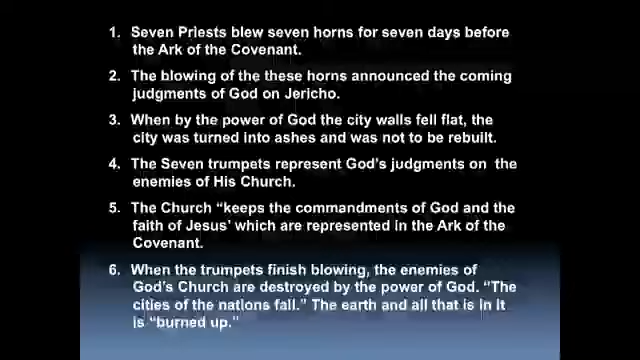 1. Seven Priests blew seven horns for seven days before
the Ark of the Covenant.
2. The blowing of the these horns announced the coming
judgments of God on Jericho.
3. When by the power of God the city walls fell flat, the
city was turned into ashes and was not to be rebuilt.
4. The Seven trumpets represent God's judgments on the
enemies of His Church.
5. The Church “keeps the commandments of God and the
faith of Jesus’ which are represented in the Ark of the
Covenant.
6. When the trumpets finish blowing, the enemies of
God's Church are destroyed by the power of God. “The
cities of the nations fall.” The earth and all that is in it
is “burned up.”